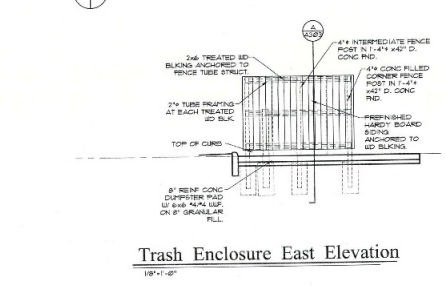 A
A303
2x6 TREATED WD
BLKING ANCHORED TO
FENCE TUBE STRUCT.
2"⌀ TUBE FRAMING
AT EACH TREATED
WD BLK.
TOP OF CURB
8" REINF CONC
DUMPSTER PAD
W/ 6x6 #4/#4 WWF.
ON 8" GRANULAR
FILL
4"⌀ INTERMEDIATE FENCE
POST IN 1'-4"⌀ x42" D.
CONC FND.
4"⌀ CONC FILLED
CORNER FENCE
POST IN 1'-4"
x42" D. CONC
FND.
PREFINISHED
HARDY BOARD
SIDING
ANCHORED TO
WD BLKING.
Trash Enclosure East Elevation
1/8"=1'-0"